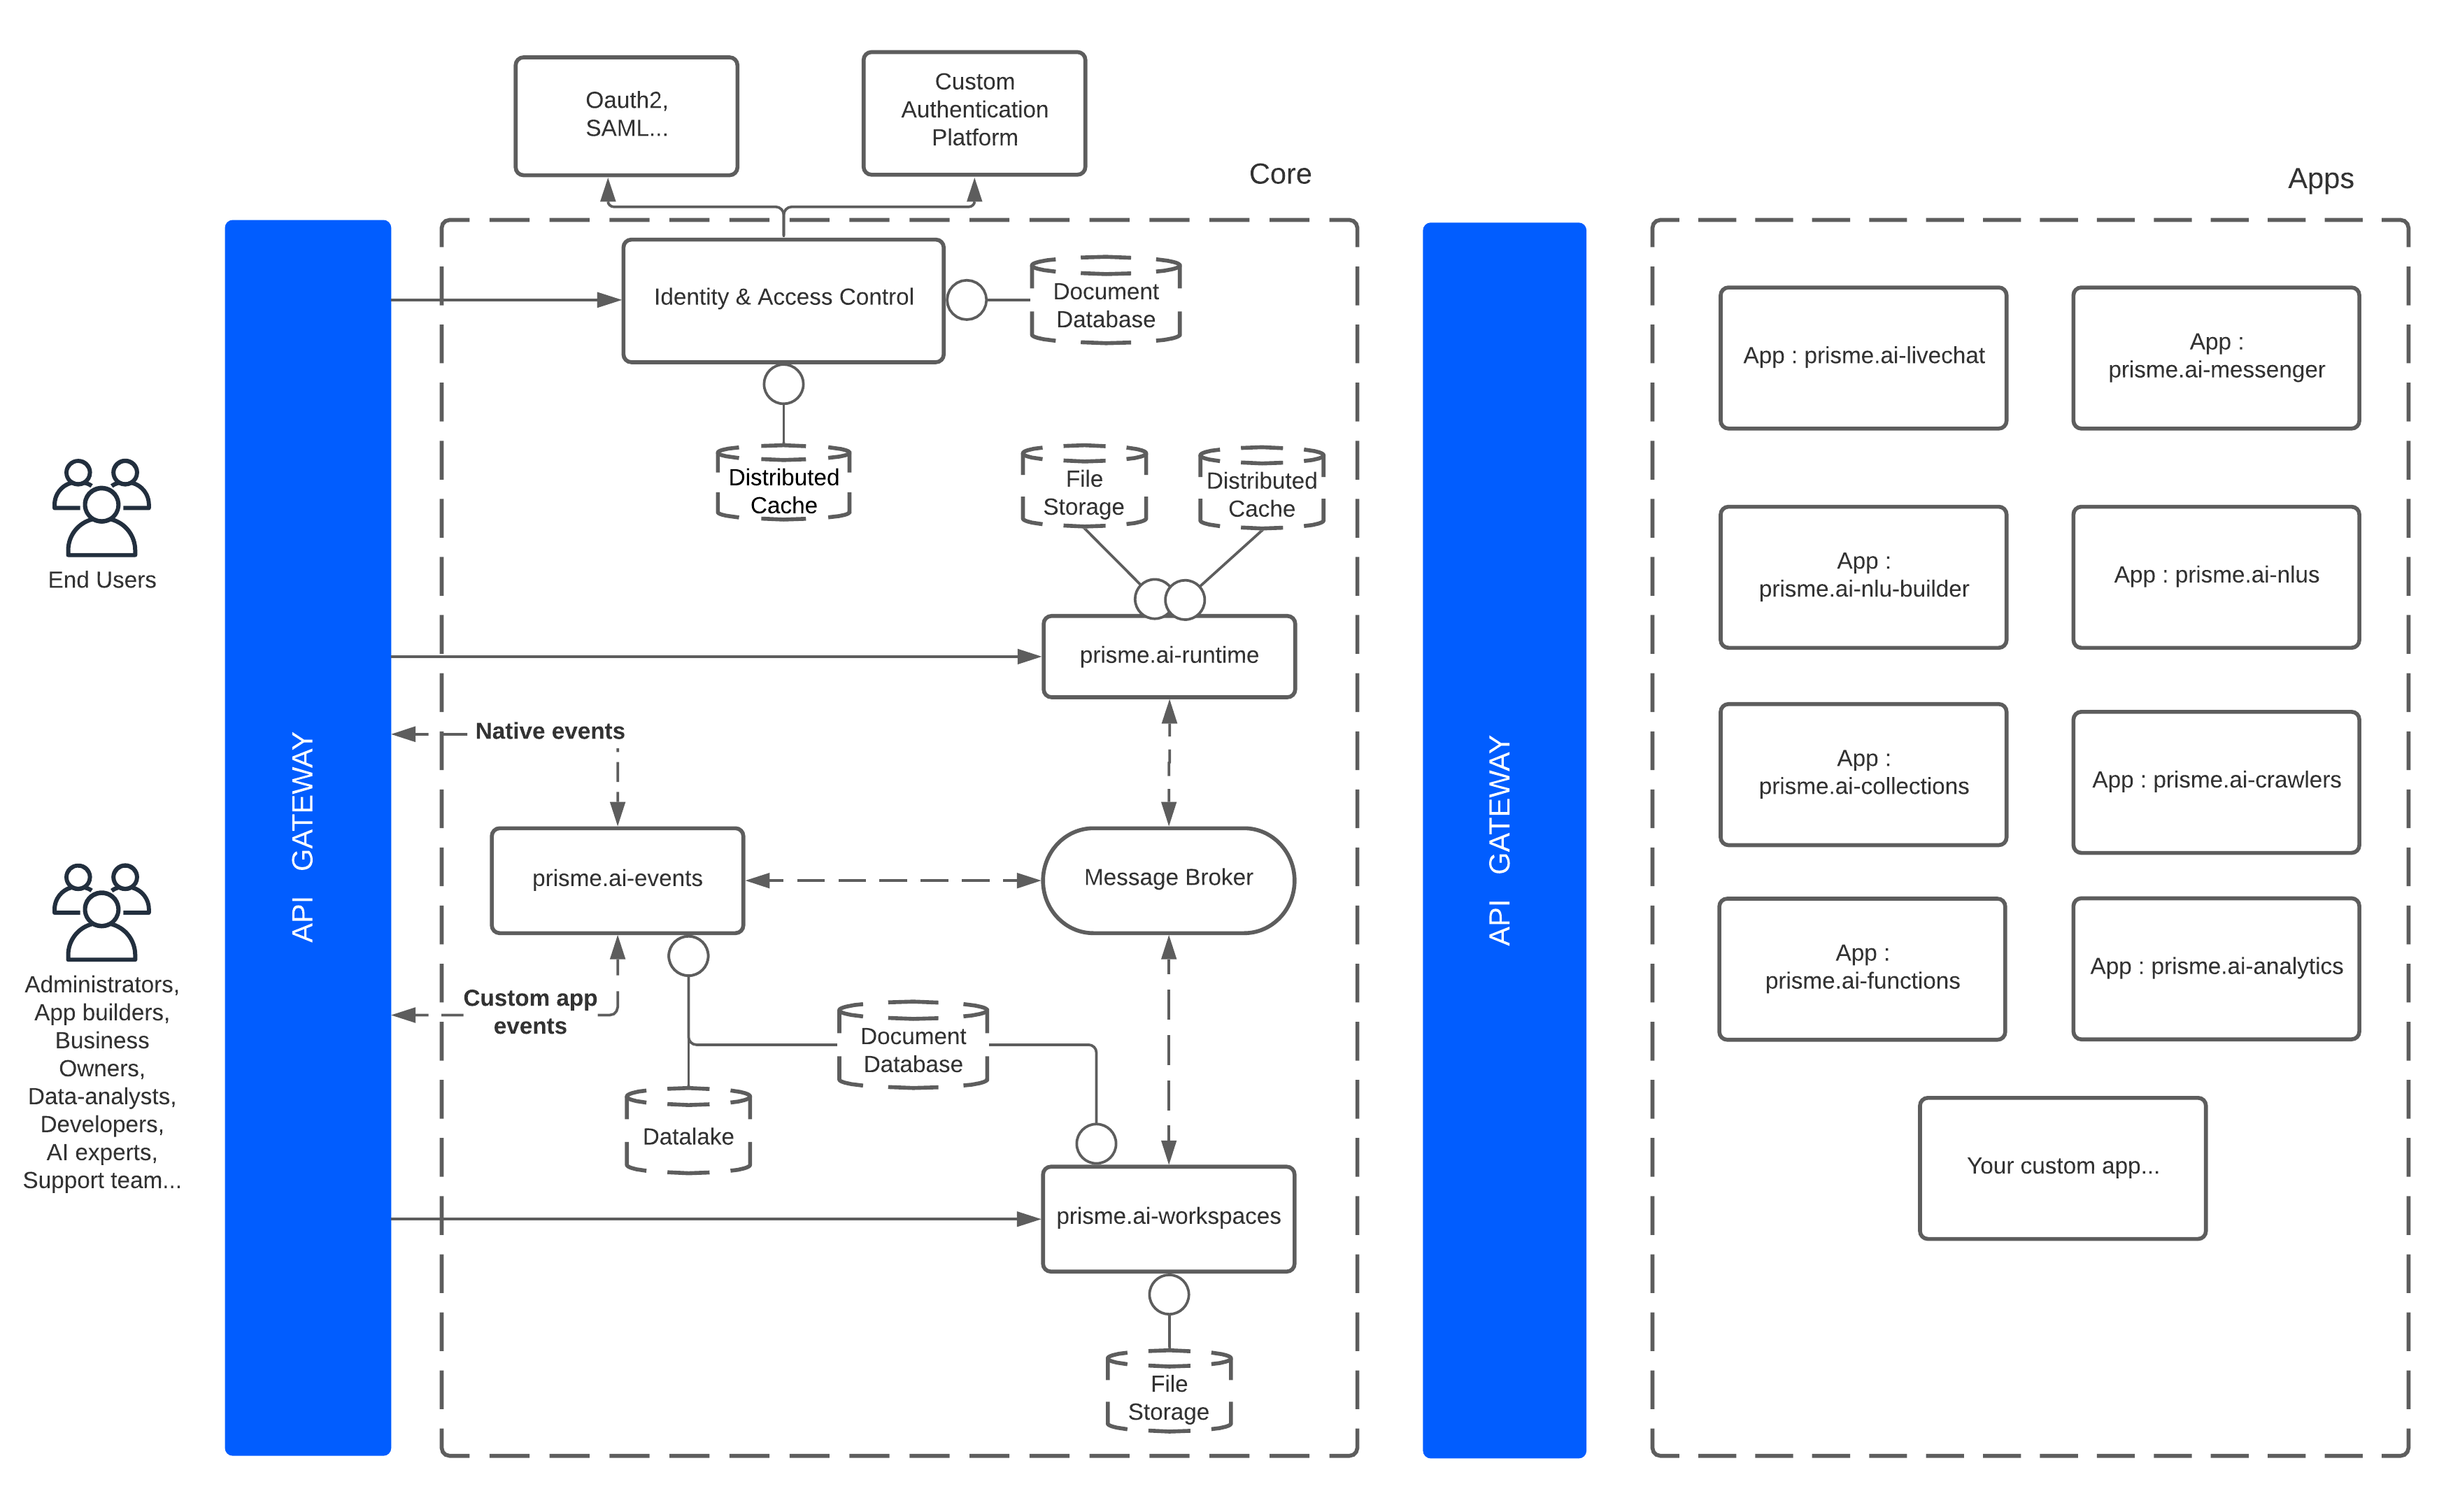 Oauth2,
SAML...
Custom
Authentication
Platform
Core
Apps
Identity & Access Control
Document
Database
Distributed
Cache
File
Storage
Distributed
Cache
End Users
prisme.ai-runtime
Native events
API GATEWAY
prisme.ai-events
Message Broker
Administrators,
App builders,
Business
Owners,
Data-analysts,
Developers,
AI experts,
Support team...
Custom app
events
Document
Database
Datalake
prisme.ai-workspaces
File
Storage
API GATEWAY
App : prisme.ai-livechat
App :
prisme.ai-messenger
App :
prisme.ai-nlu-builder
App : prisme.ai-nlus
App :
prisme.ai-collections
App : prisme.ai-crawlers
App :
prisme.ai-functions
App : prisme.ai-analytics
Your custom app...